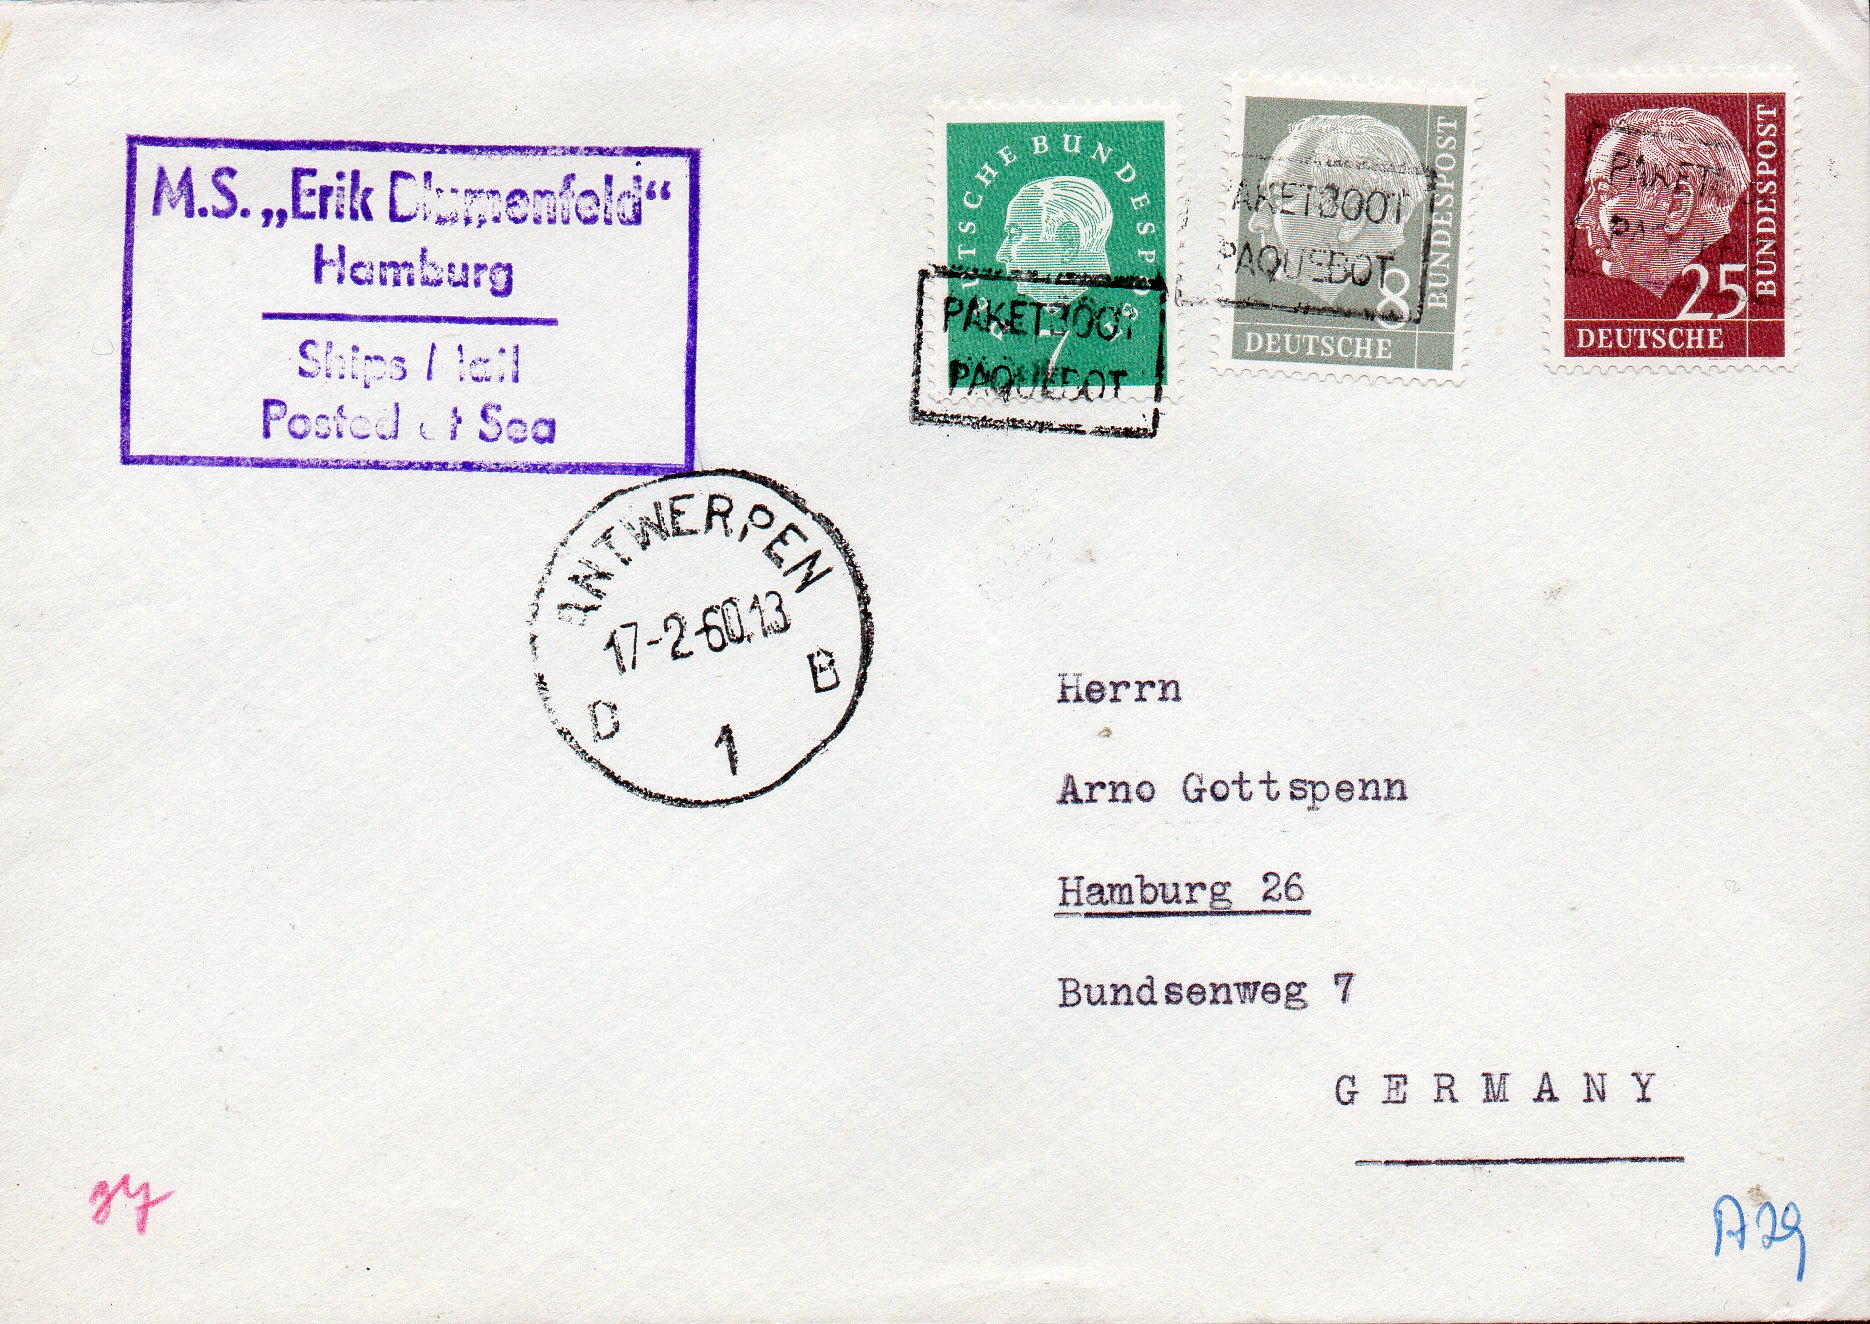 M.S. „Erik Blumenfeld“
Hamburg
Ships Mail
Posted at Sea
DEUTSCHE BUNDESPOST
7
PAKETBOOT
PAQUEBOT
BUNDESPOST
8
DEUTSCHE
PAKETBOOT
PAQUEBOT
BUNDESPOST
25
DEUTSCHE
ANTWERPEN
17-2-60.13
D 1 B
Herrn
Arno Gottspenn
Hamburg 26
Bundsenweg 7
GERMANY
A29